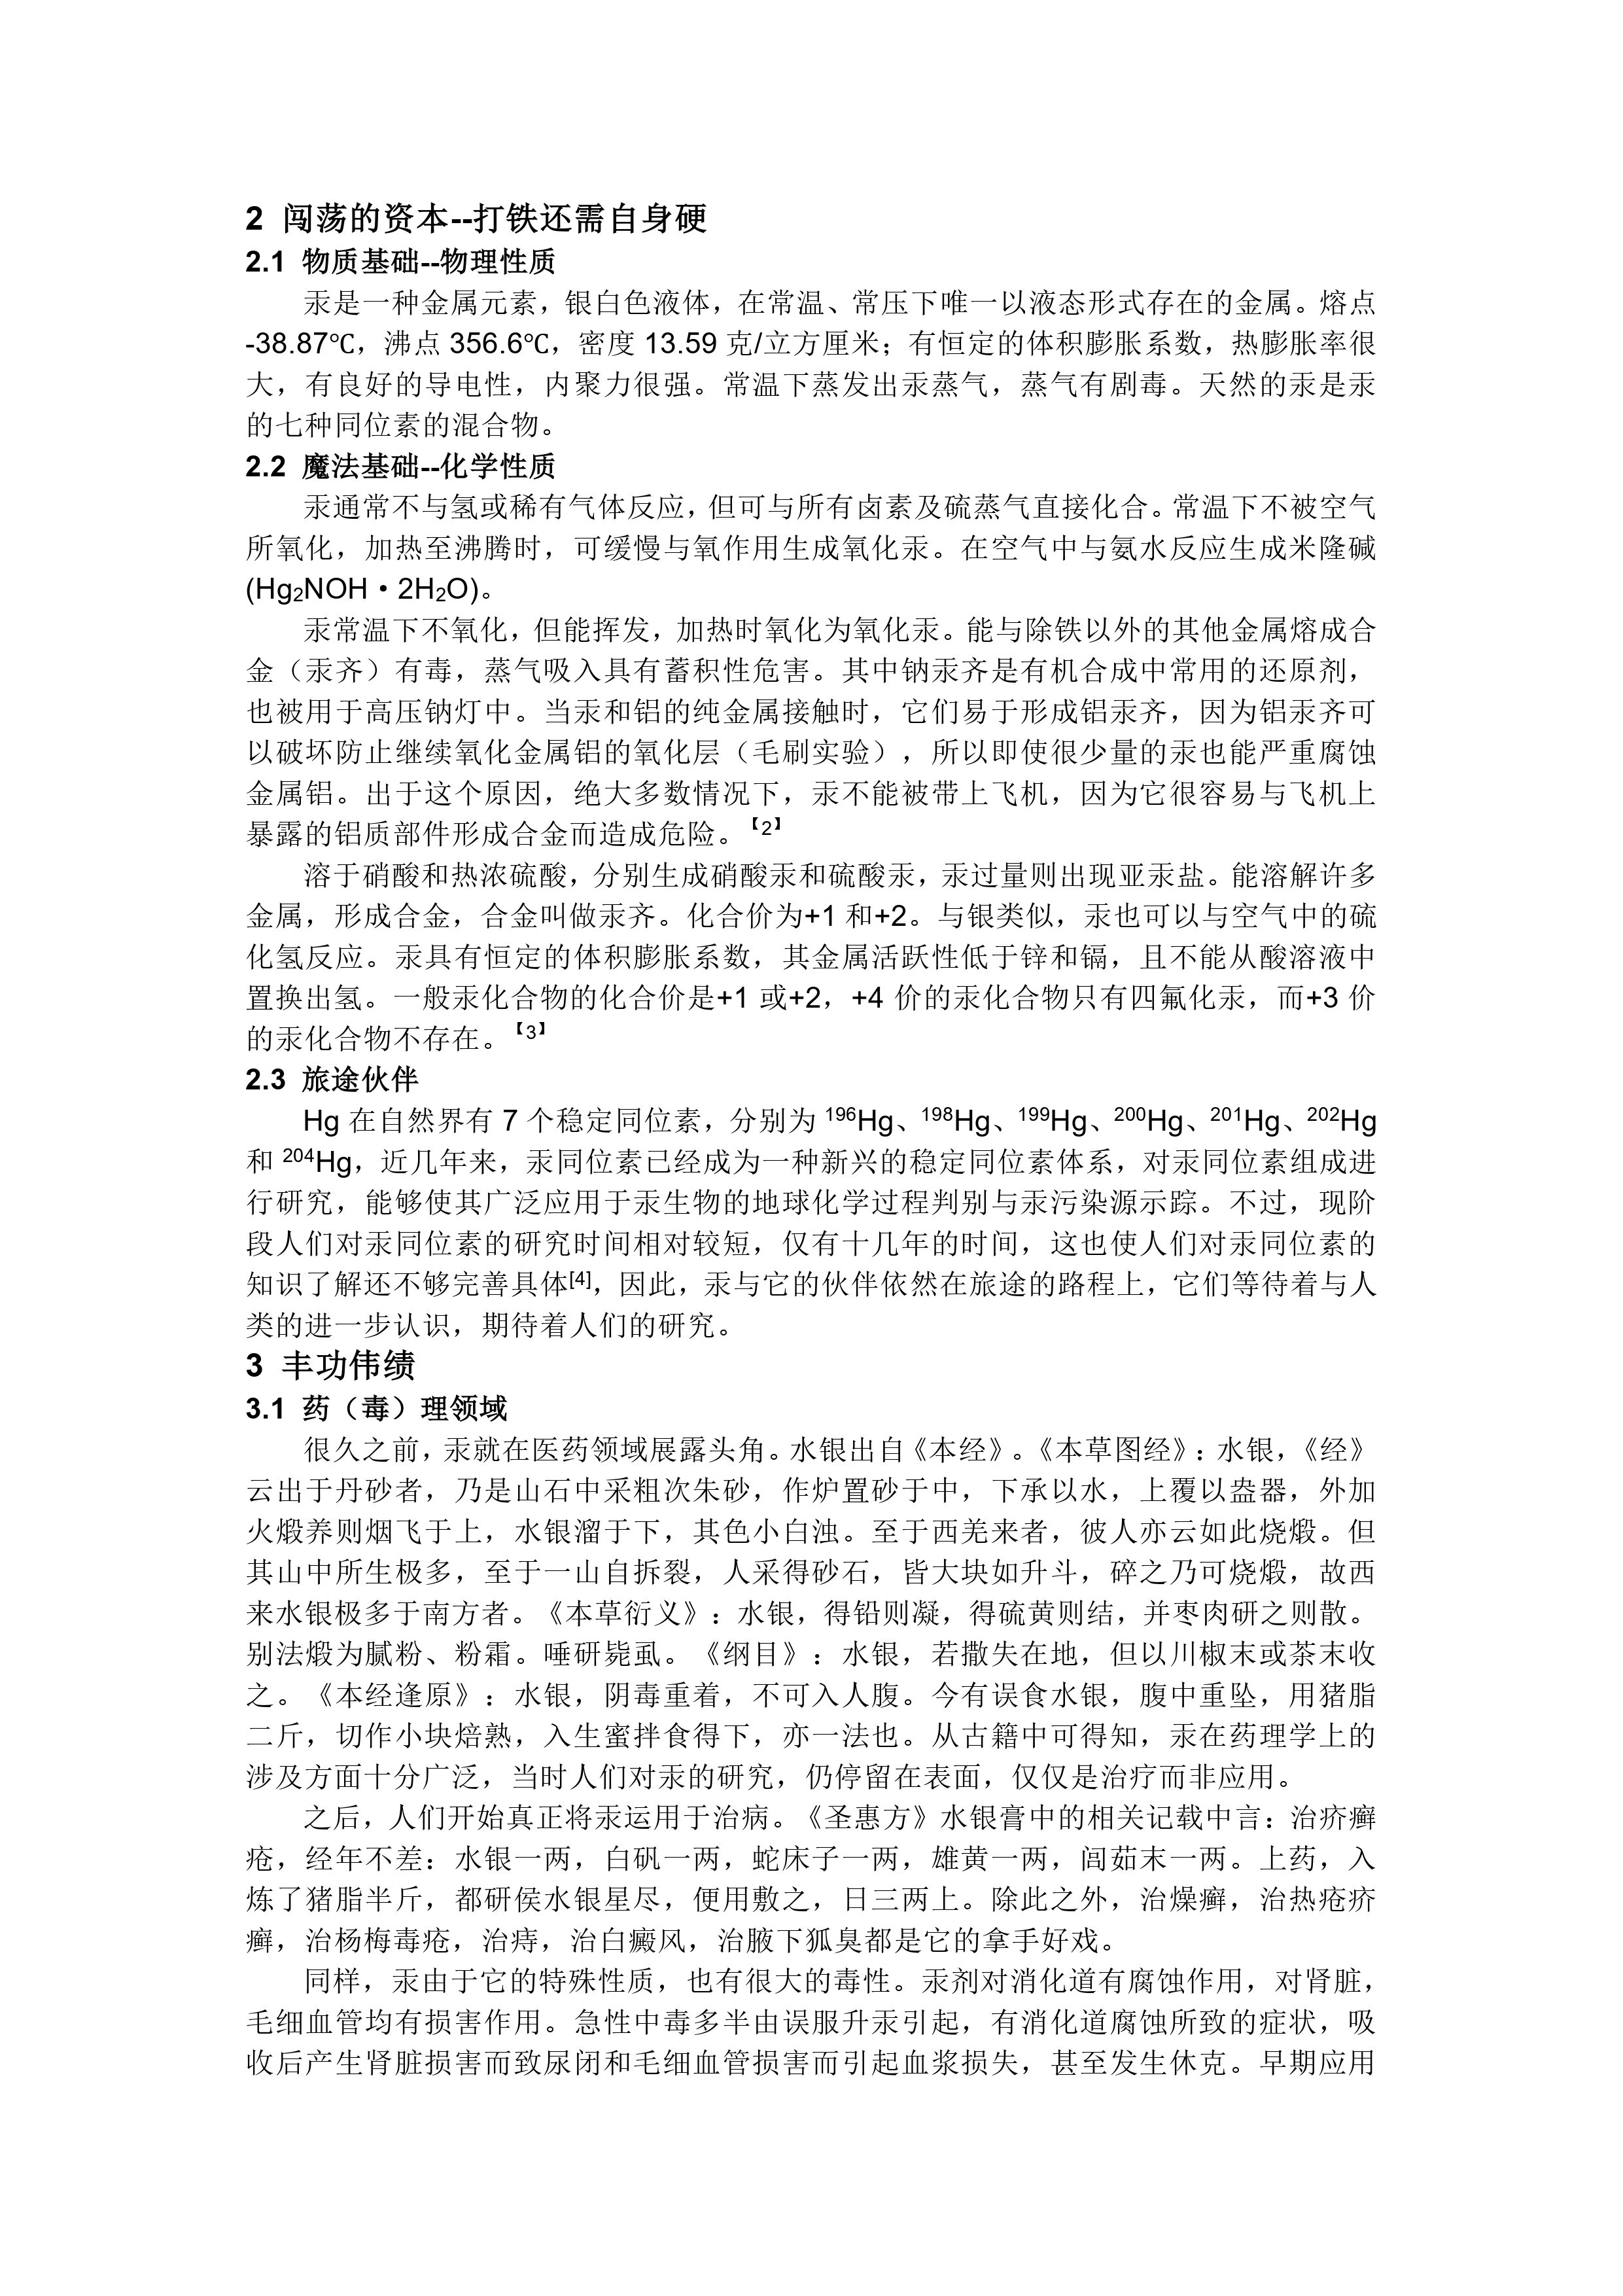 2 闯荡的资本--打铁还需自身硬
2.1 物质基础--物理性质
汞是一种金属元素，银白色液体，在常温、常压下唯一以液态形式存在的金属。熔点
-38.87℃，沸点 356.6℃，密度 13.59 克/立方厘米；有恒定的体积膨胀系数，热膨胀率很
大，有良好的导电性，内聚力很强。常温下蒸发出汞蒸气，蒸气有剧毒。天然的汞是汞
的七种同位素的混合物。
2.2 魔法基础--化学性质
汞通常不与氢或稀有气体反应，但可与所有卤素及硫蒸气直接化合。常温下不被空气
所氧化，加热至沸腾时，可缓慢与氧作用生成氧化汞。在空气中与氨水反应生成米隆碱
(Hg₂NOH·2H₂O)。
汞常温下不氧化，但能挥发，加热时氧化为氧化汞。能与除铁以外的其他金属熔成合
金（汞齐）有毒，蒸气吸入具有蓄积性危害。其中钠汞齐是有机合成中常用的还原剂，
也被用于高压钠灯中。当汞和铝的纯金属接触时，它们易于形成铝汞齐，因为铝汞齐可
以破坏防止继续氧化金属铝的氧化层（毛刷实验），所以即使很少量的汞也能严重腐蚀
金属铝。出于这个原因，绝大多数情况下，汞不能被带上飞机，因为它很容易与飞机上
暴露的铝质部件形成合金而造成危险。【2】
溶于硝酸和热浓硫酸，分别生成硝酸汞和硫酸汞，汞过量则出现亚汞盐。能溶解许多
金属，形成合金，合金叫做汞齐。化合价为+1 和+2。与银类似，汞也可以与空气中的硫
化氢反应。汞具有恒定的体积膨胀系数，其金属活跃性低于锌和镉，且不能从酸溶液中
置换出氢。一般汞化合物的化合价是+1 或+2，+4 价的汞化合物只有四氟化汞，而+3 价
的汞化合物不存在。【3】
2.3 旅途伙伴
Hg 在自然界有 7 个稳定同位素，分别为 ¹⁹⁶Hg、¹⁹⁸Hg、¹⁹⁹Hg、²⁰⁰Hg、²⁰¹Hg、²⁰²Hg
和 ²⁰⁴Hg，近几年来，汞同位素已经成为一种新兴的稳定同位素体系，对汞同位素组成进
行研究，能够使其广泛应用于汞生物的地球化学过程判别与汞污染源示踪。不过，现阶
段人们对汞同位素的研究时间相对较短，仅有十几年的时间，这也使人们对汞同位素的
知识了解还不够完善具体[4]，因此，汞与它的伙伴依然在旅途的路程上，它们等待着与人
类的进一步认识，期待着人们的研究。
3 丰功伟绩
3.1 药（毒）理领域
很久之前，汞就在医药领域展露头角。水银出自《本经》。《本草图经》：水银，《经》
云出于丹砂者，乃是山石中采粗次朱砂，作炉置砂于中，下承以水，上覆以盎器，外加
火煅养则烟飞于上，水银溜于下，其色小白浊。至于西羌来者，彼人亦云如此烧煅。但
其山中所生极多，至于一山自拆裂，人采得砂石，皆大块如升斗，碎之乃可烧煅，故西
来水银极多于南方者。《本草衍义》：水银，得铅则凝，得硫黄则结，并枣肉研之则散。
别法煅为腻粉、粉霜。唾研毙虱。《纲目》：水银，若撒失在地，但以川椒末或茶末收
之。《本经逢原》：水银，阴毒重着，不可入人腹。今有误食水银，腹中重坠，用猪脂
二斤，切作小块焙熟，入生蜜拌食得下，亦一法也。从古籍中可得知，汞在药理学上的
涉及方面十分广泛，当时人们对汞的研究，仍停留在表面，仅仅是治疗而非应用。
之后，人们开始真正将汞运用于治病。《圣惠方》水银膏中的相关记载中言：治疥癣
疮，经年不差：水银一两，白矾一两，蛇床子一两，雄黄一两，闾茹末一两。上药，入
炼了猪脂半斤，都研侯水银星尽，便用敷之，日三两上。除此之外，治燥癣，治热疮疥
癣，治杨梅毒疮，治痔，治白癜风，治腋下狐臭都是它的拿手好戏。
同样，汞由于它的特殊性质，也有很大的毒性。汞剂对消化道有腐蚀作用，对肾脏，
毛细血管均有损害作用。急性中毒多半由误服升汞引起，有消化道腐蚀所致的症状，吸
收后产生肾脏损害而致尿闭和毛细血管损害而引起血浆损失，甚至发生休克。早期应用